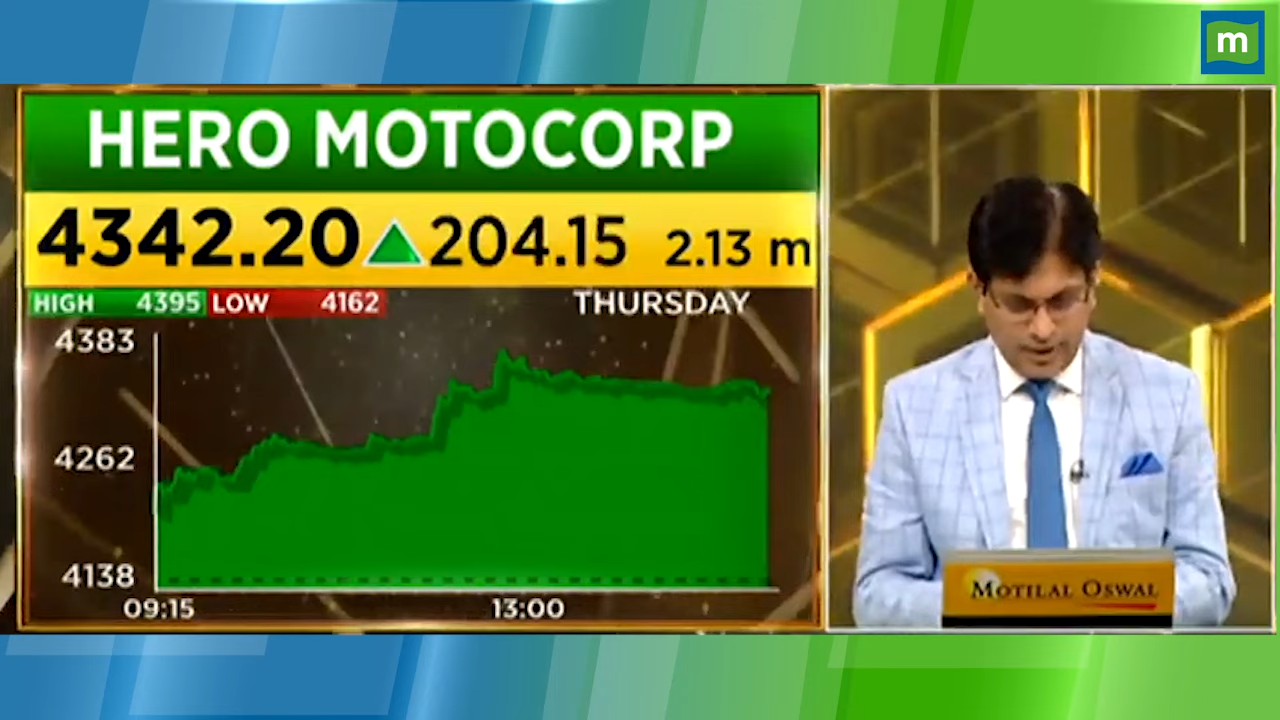 m
HERO MOTOCORP
4342.20 204.15 2.13 m
HIGH 4395 LOW 4162 THURSDAY
4383
4262
4138
09:15 13:00
MOTILAL OSWAL